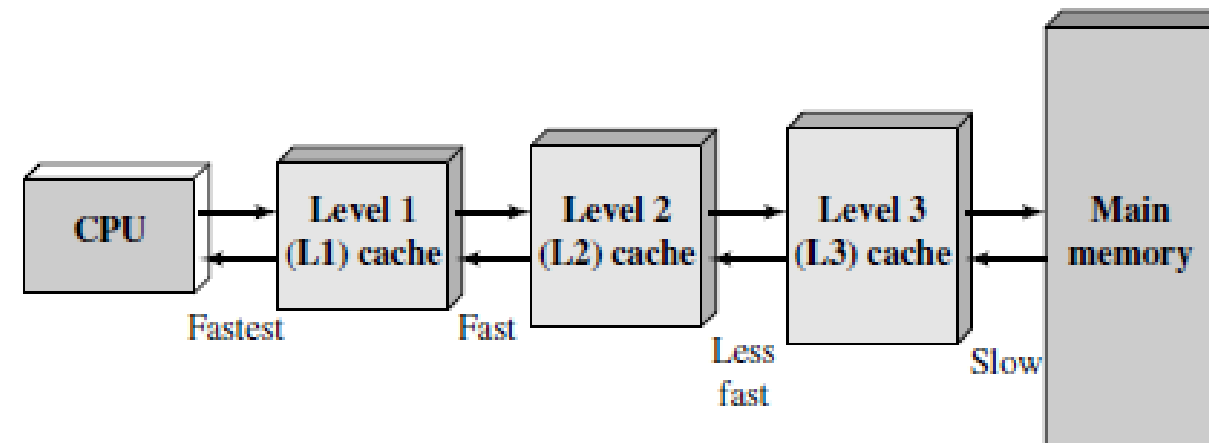 CPU
Level 1
(L1) cache
Level 2
(L2) cache
Level 3
(L3) cache
Main
memory
Fastest
Fast
Less
fast
Slow